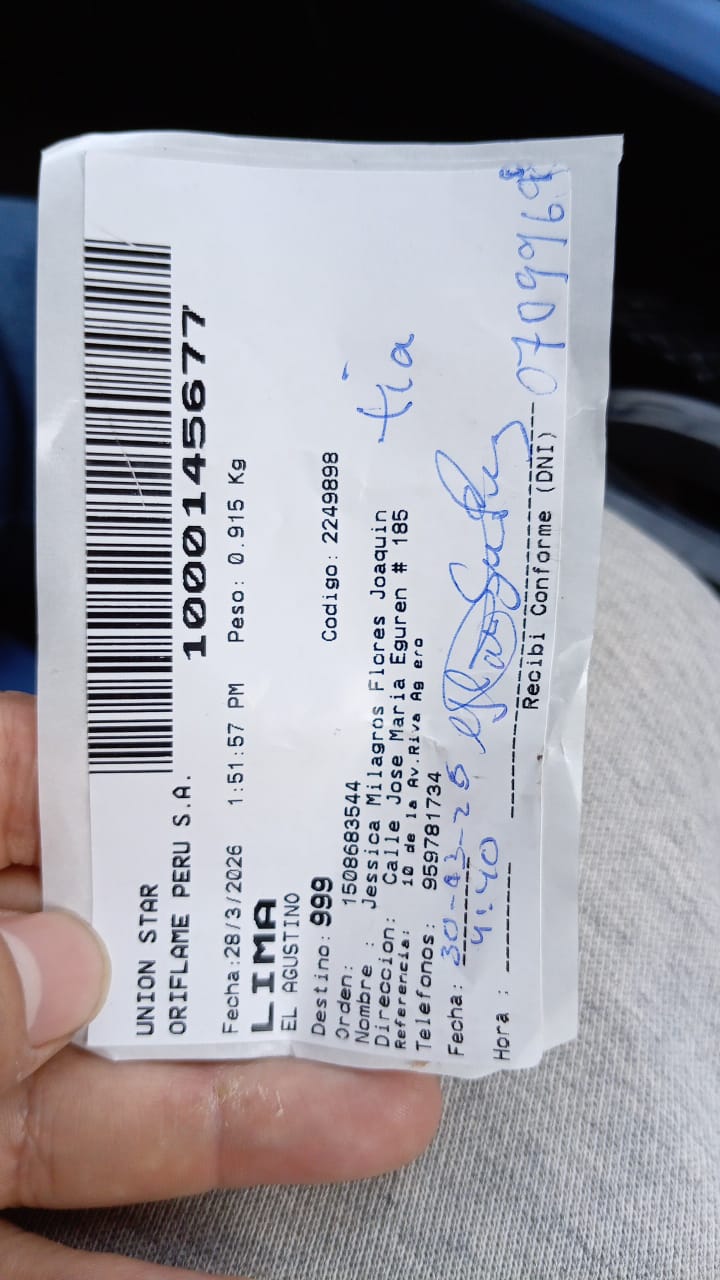 UNION STAR
ORIFLAME PERU S.A.
1000145677
Fecha:28/3/2026 1:51:57 PM Peso: 0.915 Kg
LIMA
EL AGUSTINO
Destino: 999 Codigo: 2249898
Orden: 1508683544
Nombre : Jessica Milagros Flores Joaquin
Direccion: Calle Jose Maria Eguren # 185
Referencia: 10 de la Av.Riva Ag ero
Telefonos: 959781734
tia
Fecha: 30-03-26
Hora : 4:40
Recibi Conforme (DNI)